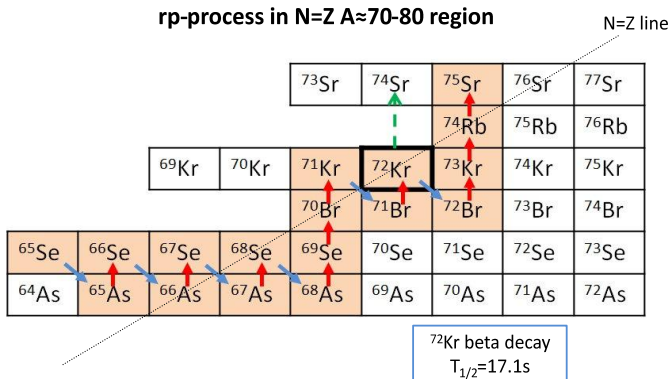 rp-process in N=Z A≈70-80 region
N=Z line
73Sr 74Sr 75Sr 76Sr 77Sr
74Rb 75Rb 76Rb
69Kr 70Kr 71Kr 72Kr 73Kr 74Kr 75Kr
70Br 71Br 72Br 73Br 74Br
65Se 66Se 67Se 68Se 69Se 70Se 71Se 72Se 73Se
64As 65As 66As 67As 68As 69As 70As 71As 72As
72Kr beta decay
T1/2=17.1s